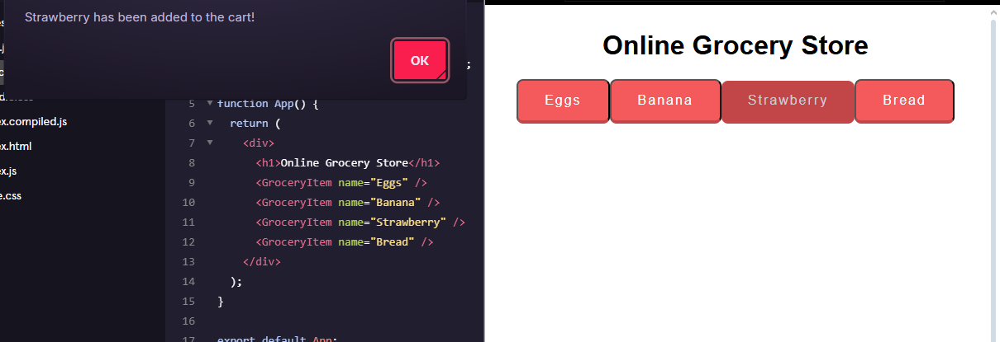 Strawberry has been added to the cart!
OK
;
5 function App() {
6 return (
7 <div>
8 <h1>Online Grocery Store</h1>
9 <GroceryItem name="Eggs" />
10 <GroceryItem name="Banana" />
11 <GroceryItem name="Strawberry" />
12 <GroceryItem name="Bread" />
13 </div>
14 );
15 }
16
17 export default App;
ex.compiled.js
ex.html
ex.js
e.css
Online Grocery Store
Eggs Banana Strawberry Bread